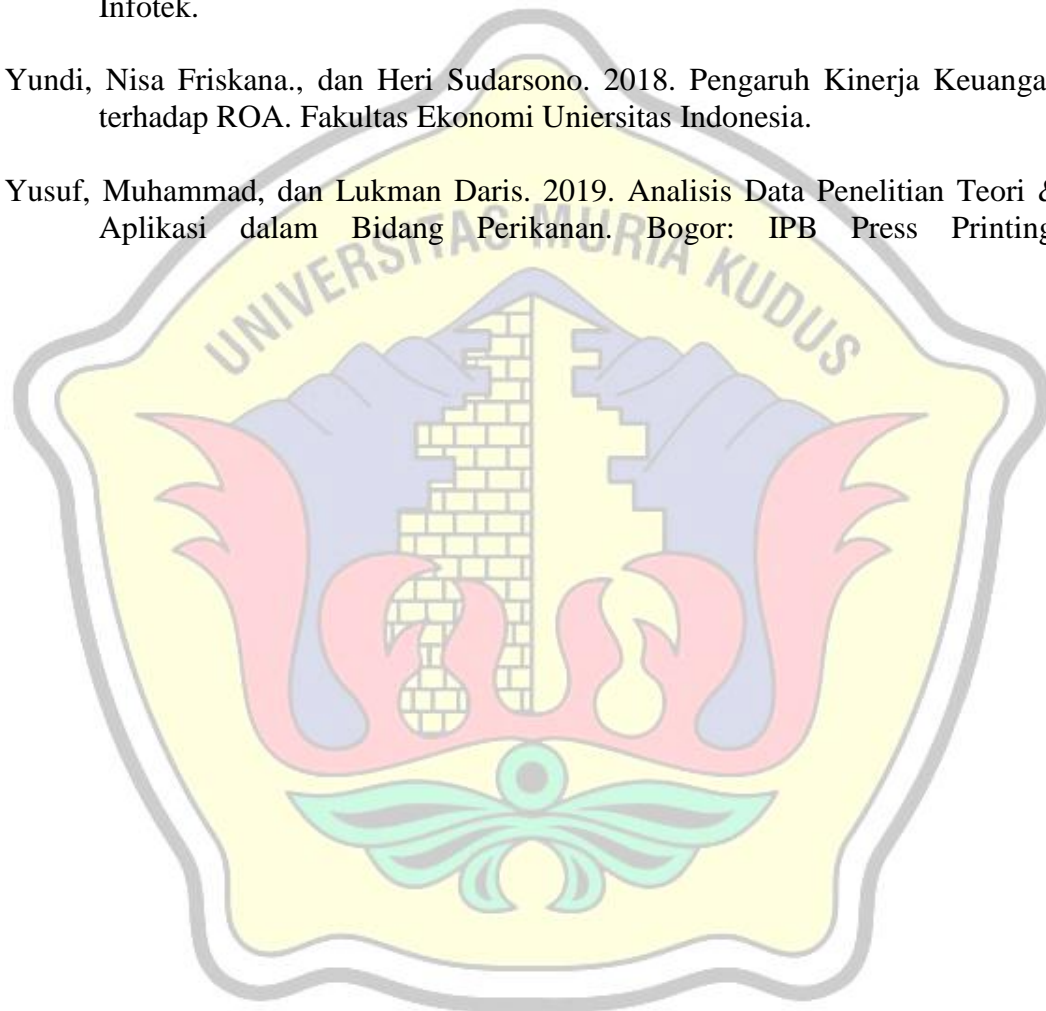 Infotek.
Yundi, Nisa Friskana., dan Heri Sudarsono. 2018. Pengaruh Kinerja Keuanga
terhadap ROA. Fakultas Ekonomi Uniersitas Indonesia.
Yusuf, Muhammad, dan Lukman Daris. 2019. Analisis Data Penelitian Teori &
Aplikasi dalam Bidang Perikanan. Bogor: IPB Press Printing
UNIVERSITAS MURIA KUDUS